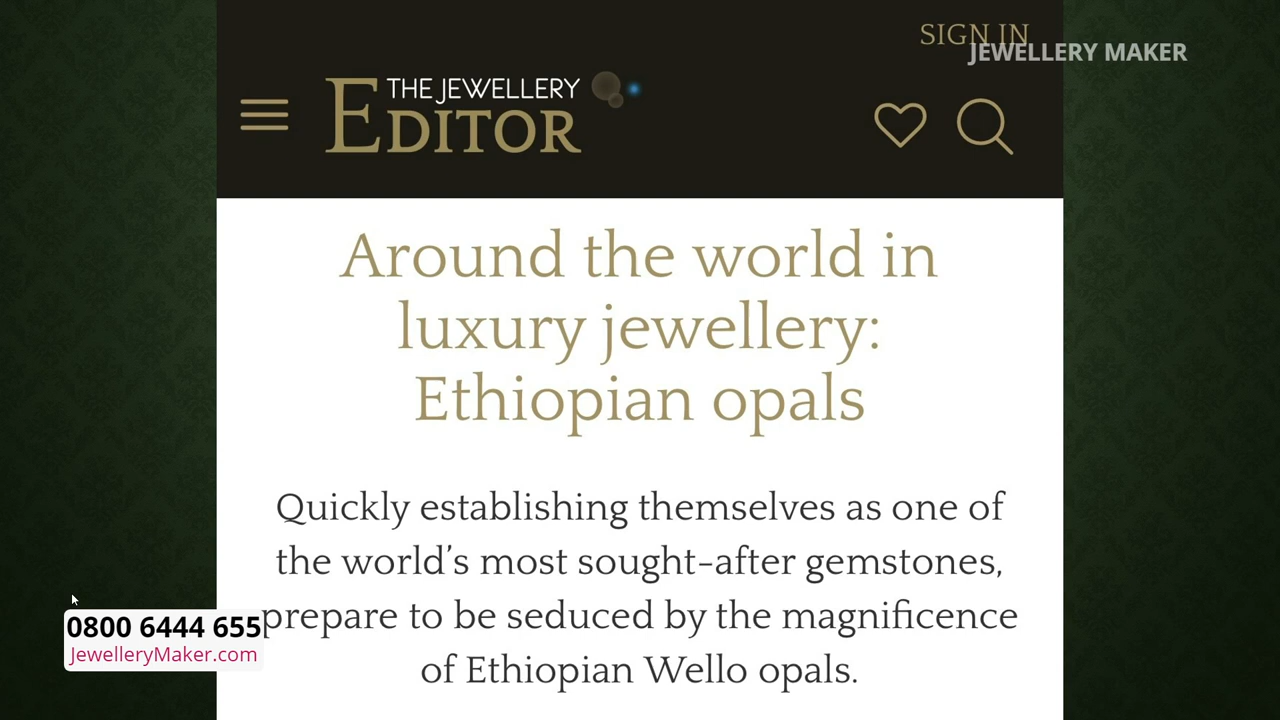 SIGN IN
JEWELLERY MAKER
THE JEWELLERY
EDITOR
Around the world in
luxury jewellery:
Ethiopian opals
Quickly establishing themselves as one of
the world’s most sought-after gemstones,
prepare to be seduced by the magnificence
of Ethiopian Wello opals.
0800 6444 655
JewelleryMaker.com